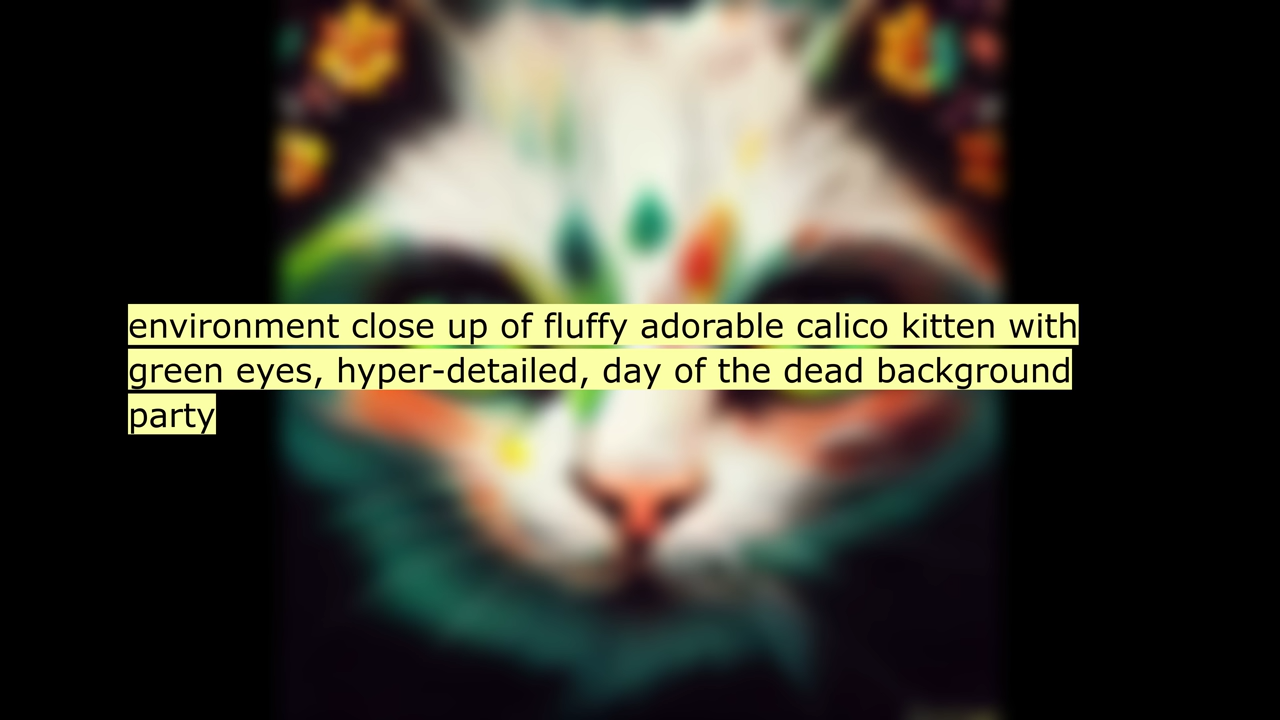 environment close up of fluffy adorable calico kitten with
green eyes, hyper-detailed, day of the dead background
party